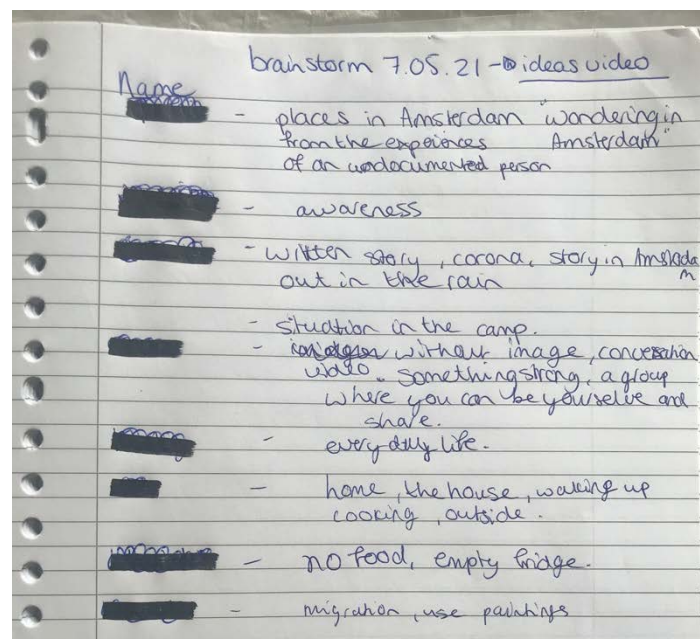 brainstorm 7.05.21 - ideas video
Name
- places in Amsterdam "wondering in
from the expeiences Amsterdam"
of an undocumented person
- awareness
- written story, corona, story in Amsterdam
out in the rain
- situation in the camp.
- without image, conversation
video. something strong, a group
where you can be yourselve and
share.
- every day life.
- home, the house, waking up
cooking, outside.
- no food, empty fridge.
- migration, use paintings